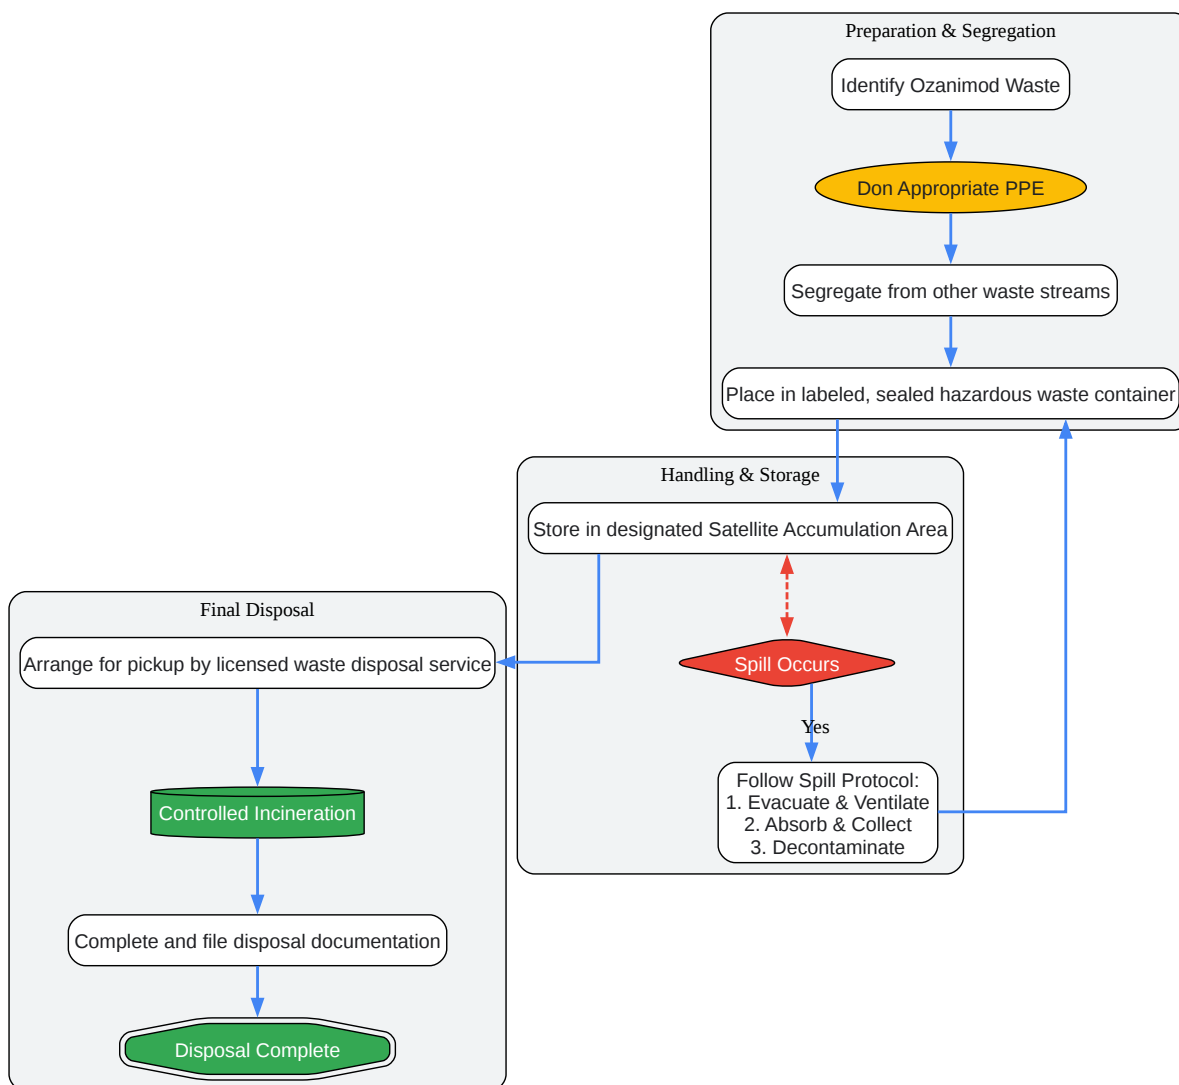 Preparation & Segregation
Identify Ozanimod Waste
Don Appropriate PPE
Segregate from other waste streams
Place in labeled, sealed hazardous waste container
Handling & Storage
Store in designated Satellite Accumulation Area
Spill Occurs
Yes
Follow Spill Protocol:
1. Evacuate & Ventilate
2. Absorb & Collect
3. Decontaminate
Final Disposal
Arrange for pickup by licensed waste disposal service
Controlled Incineration
Complete and file disposal documentation
Disposal Complete